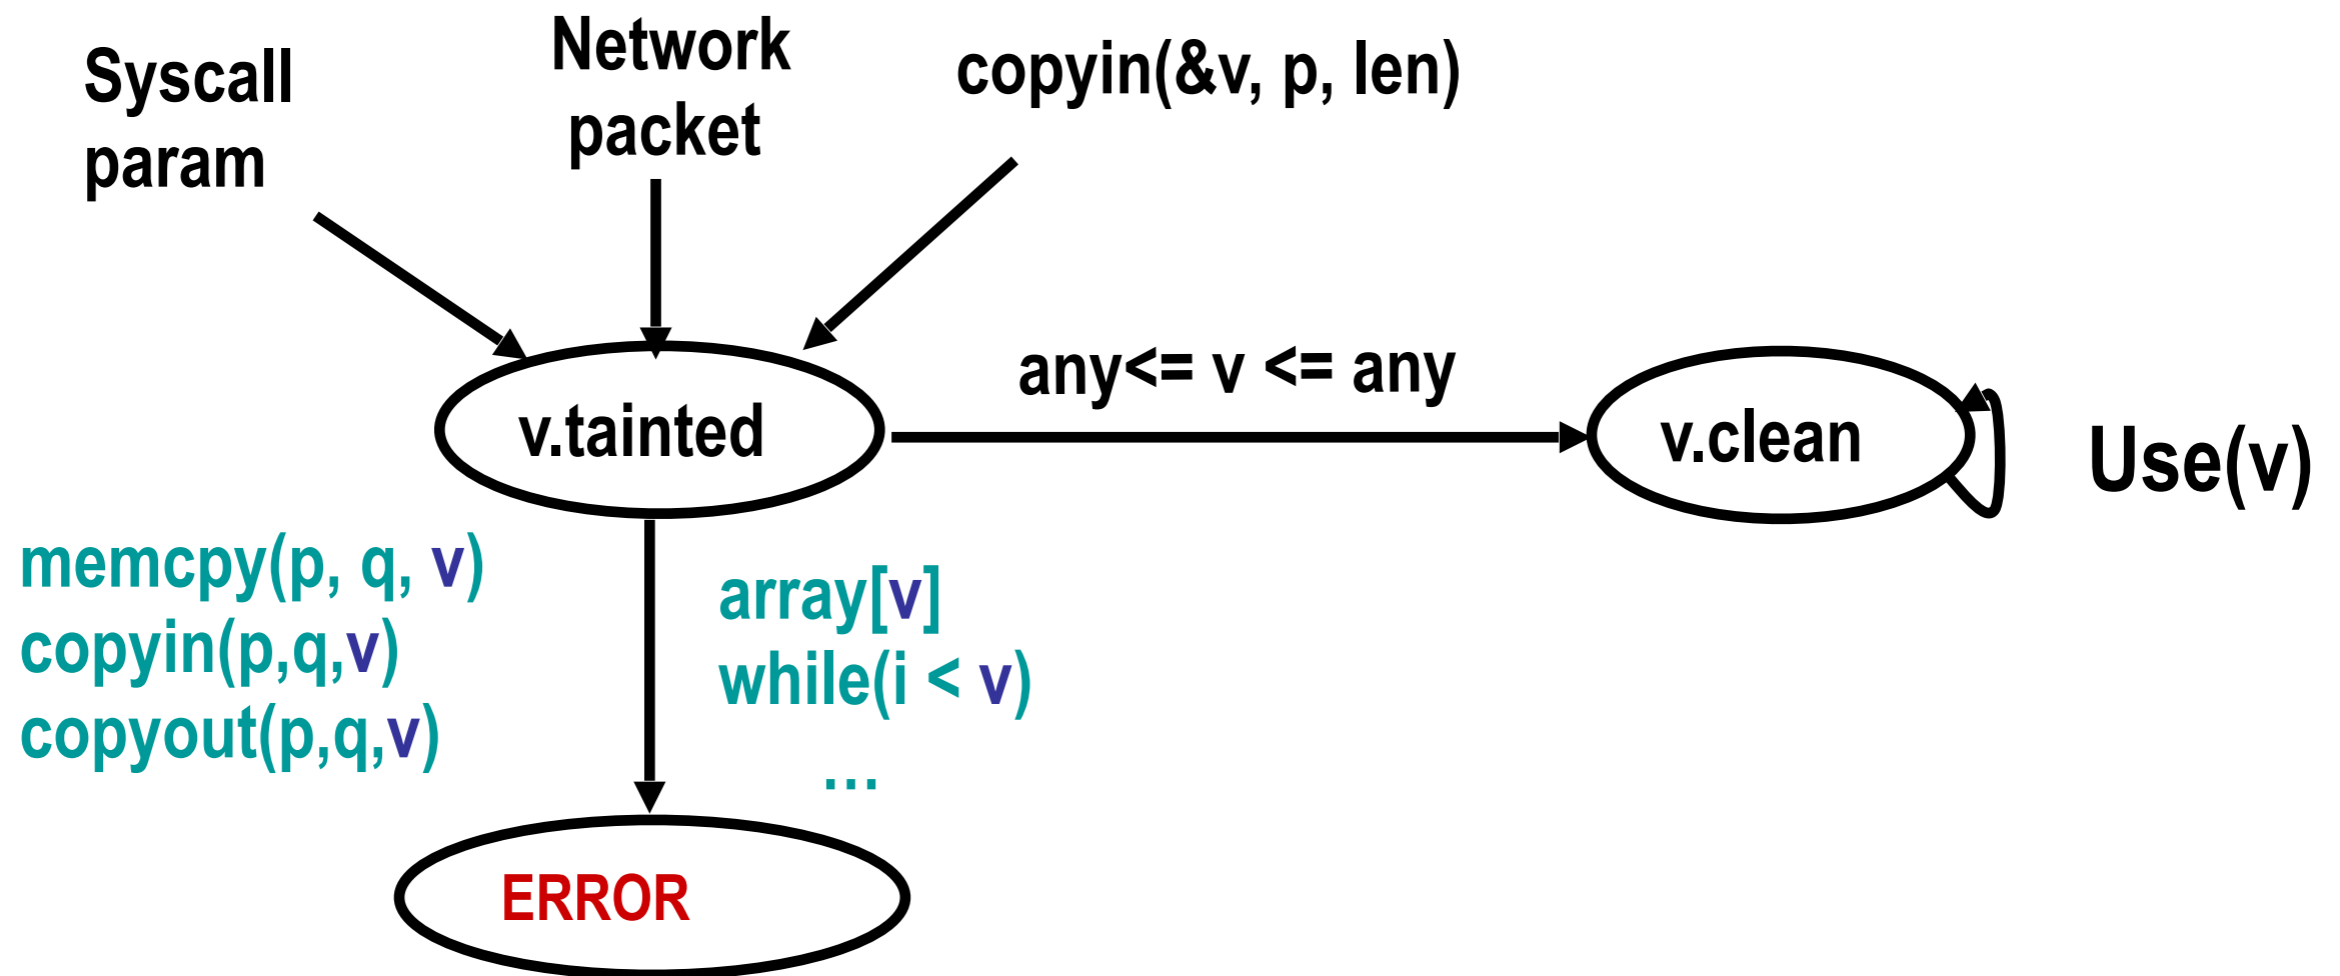 Syscall
param
Network
packet
copyin(&v, p, len)
any<= v <= any
v.tainted
v.clean
Use(v)
memcpy(p, q, v)
copyin(p,q,v)
copyout(p,q,v)
array[v]
while(i < v)
...
ERROR